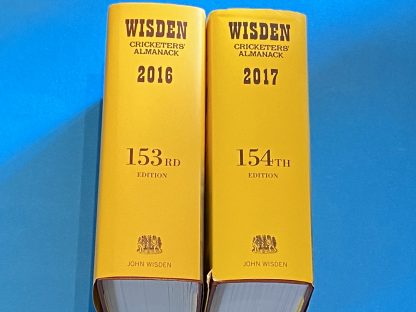 WISDEN
CRICKETERS'
ALMANACK
2016
153RD
EDITION
JOHN WISDEN
WISDEN
CRICKETERS'
ALMANACK
2017
154TH
EDITION
JOHN WISDEN